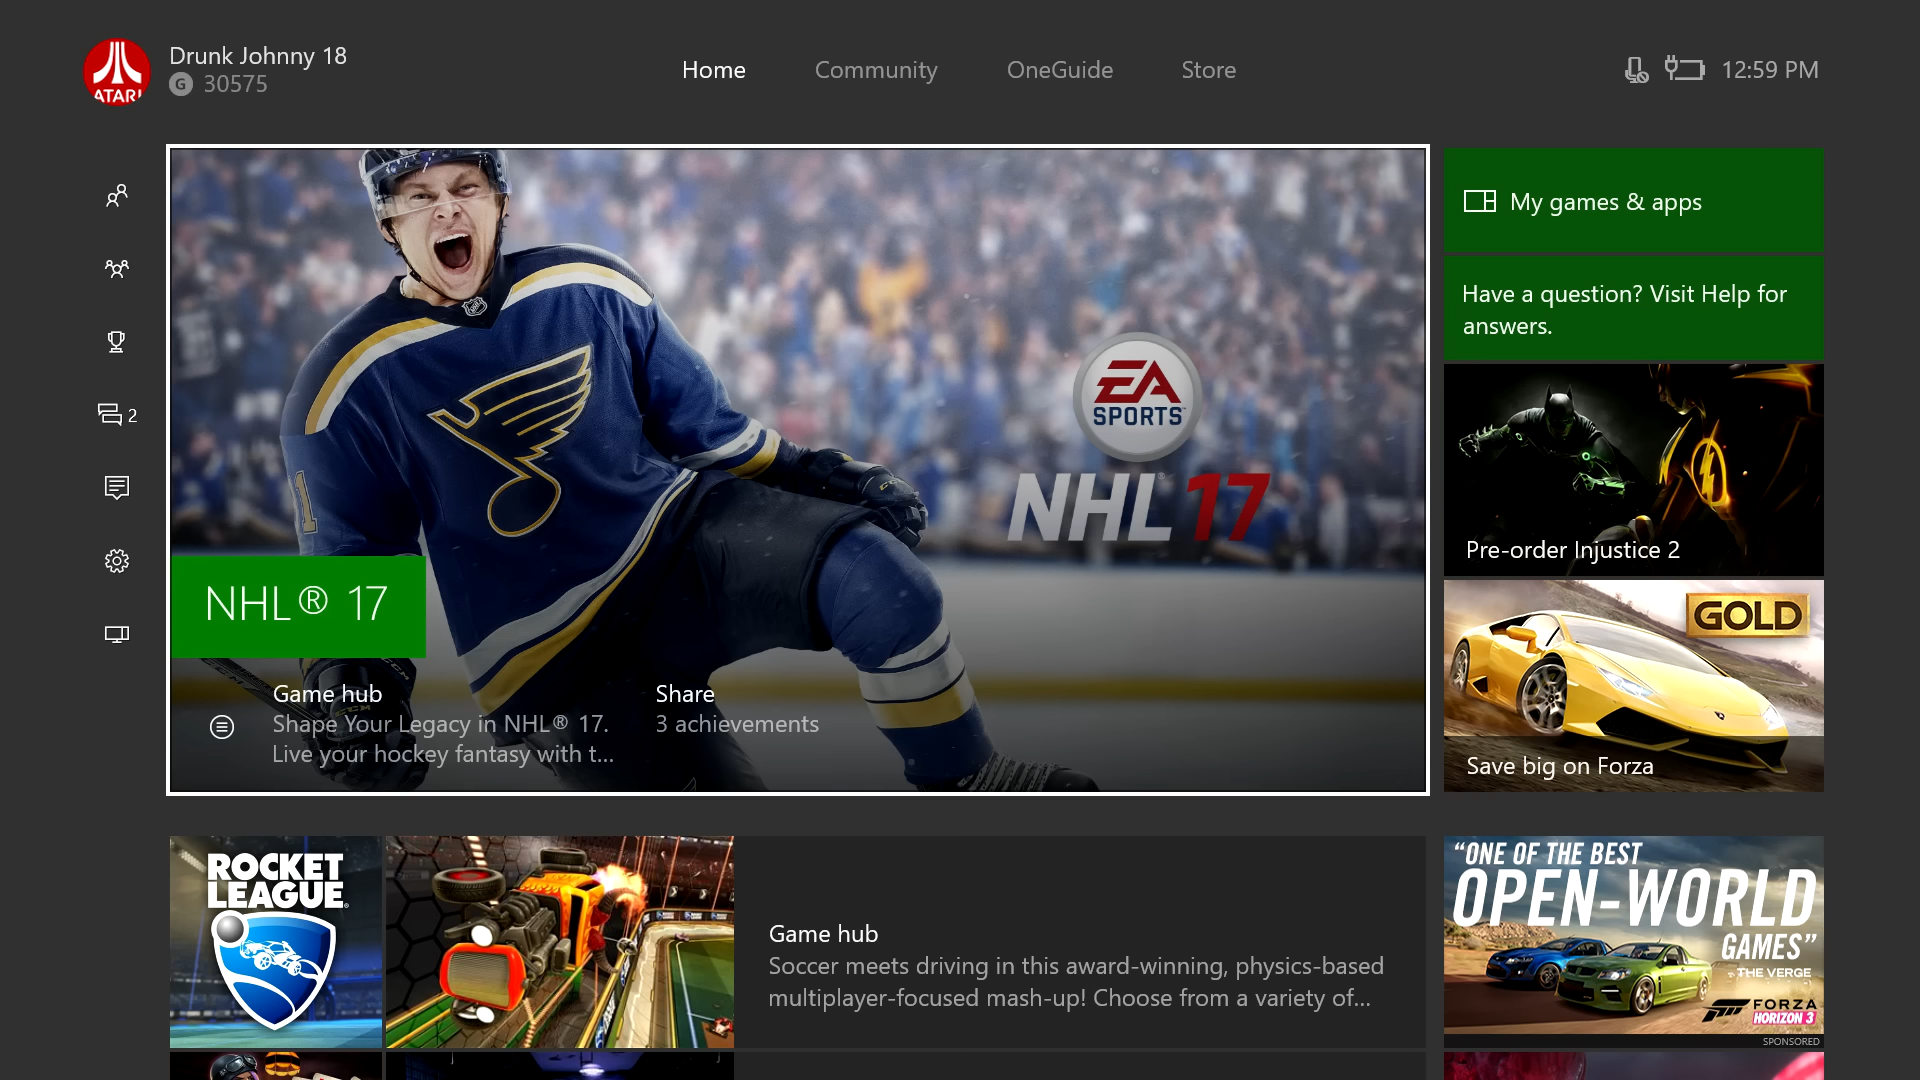 ATARI
Drunk Johnny 18
G 30575
Home
Community
OneGuide
Store
12:59 PM
2
EA
SPORTS™
NHL® 17
NHL® 17
Game hub
Shape Your Legacy in NHL® 17.
Live your hockey fantasy with t...
Share
3 achievements
My games & apps
Have a question? Visit Help for
answers.
Pre-order Injustice 2
GOLD
Save big on Forza
ROCKET
LEAGUE®
Game hub
Soccer meets driving in this award-winning, physics-based
multiplayer-focused mash-up! Choose from a variety of...
“ONE OF THE BEST
OPEN-WORLD
GAMES”
- THE VERGE
FORZA
HORIZON 3
SPONSORED